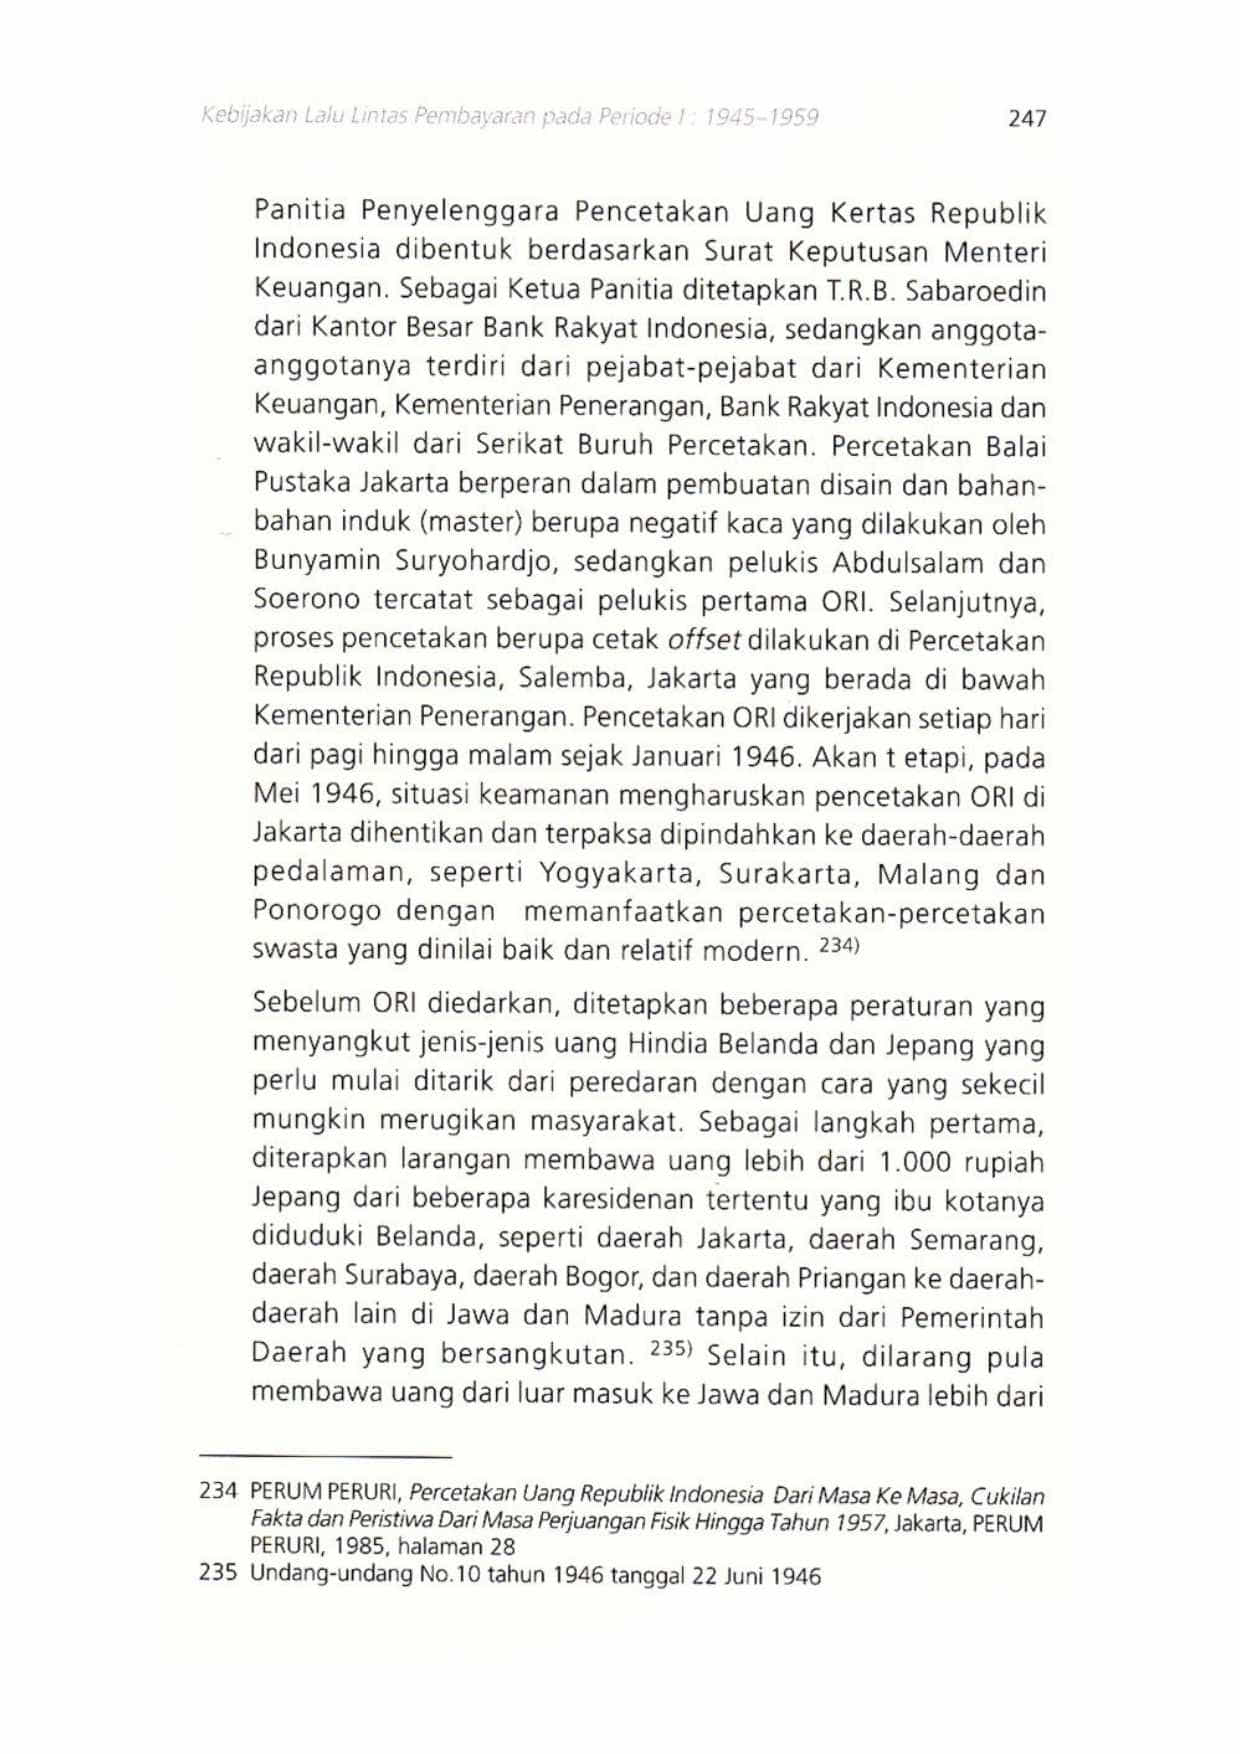 Kebijakan Lalu Lintas Pembayaran pada Periode I : 1945–1959 247
Panitia Penyelenggara Pencetakan Uang Kertas Republik
Indonesia dibentuk berdasarkan Surat Keputusan Menteri
Keuangan. Sebagai Ketua Panitia ditetapkan T.R.B. Sabaroedin
dari Kantor Besar Bank Rakyat Indonesia, sedangkan anggota-
anggotanya terdiri dari pejabat-pejabat dari Kementerian
Keuangan, Kementerian Penerangan, Bank Rakyat Indonesia dan
wakil-wakil dari Serikat Buruh Percetakan. Percetakan Balai
Pustaka Jakarta berperan dalam pembuatan disain dan bahan-
bahan induk (master) berupa negatif kaca yang dilakukan oleh
Bunyamin Suryohardjo, sedangkan pelukis Abdulsalam dan
Soerono tercatat sebagai pelukis pertama ORI. Selanjutnya,
proses pencetakan berupa cetak offset dilakukan di Percetakan
Republik Indonesia, Salemba, Jakarta yang berada di bawah
Kementerian Penerangan. Pencetakan ORI dikerjakan setiap hari
dari pagi hingga malam sejak Januari 1946. Akan t etapi, pada
Mei 1946, situasi keamanan mengharuskan pencetakan ORI di
Jakarta dihentikan dan terpaksa dipindahkan ke daerah-daerah
pedalaman, seperti Yogyakarta, Surakarta, Malang dan
Ponorogo dengan memanfaatkan percetakan-percetakan
swasta yang dinilai baik dan relatif modern. 234)
Sebelum ORI diedarkan, ditetapkan beberapa peraturan yang
menyangkut jenis-jenis uang Hindia Belanda dan Jepang yang
perlu mulai ditarik dari peredaran dengan cara yang sekecil
mungkin merugikan masyarakat. Sebagai langkah pertama,
diterapkan larangan membawa uang lebih dari 1.000 rupiah
Jepang dari beberapa karesidenan tertentu yang ibu kotanya
diduduki Belanda, seperti daerah Jakarta, daerah Semarang,
daerah Surabaya, daerah Bogor, dan daerah Priangan ke daerah-
daerah lain di Jawa dan Madura tanpa izin dari Pemerintah
Daerah yang bersangkutan. 235) Selain itu, dilarang pula
membawa uang dari luar masuk ke Jawa dan Madura lebih dari
234 PERUM PERURI, Percetakan Uang Republik Indonesia Dari Masa Ke Masa, Cukilan
Fakta dan Peristiwa Dari Masa Perjuangan Fisik Hingga Tahun 1957, Jakarta, PERUM
PERURI, 1985, halaman 28
235 Undang-undang No.10 tahun 1946 tanggal 22 Juni 1946